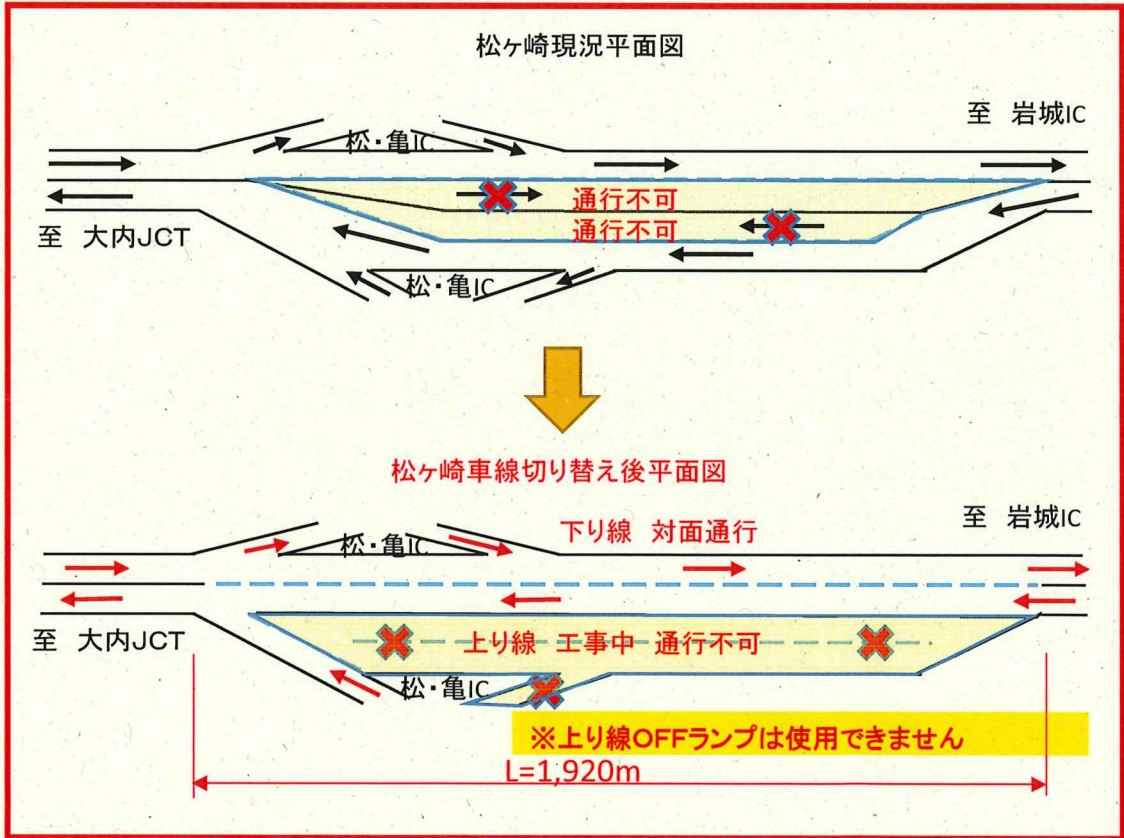 松ヶ崎現況平面図
至 岩城IC
松・亀IC
通行不可
通行不可
至 大内JCT
松・亀IC
松ヶ崎車線切り替え後平面図
下り線 対面通行
至 岩城IC
松・亀IC
上り線 工事中 通行不可
至 大内JCT
松・亀IC
※上り線OFFランプは使用できません
L=1,920m